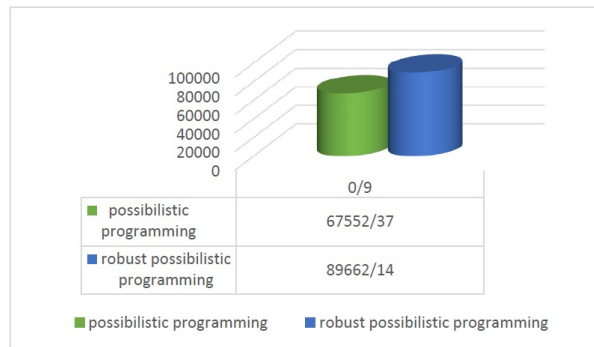 100000
80000
60000
40000
20000
0
0/9
possibilistic
programming
67552/37
robust possibilistic
programming
89662/14
possibilistic programming robust possibilistic programming